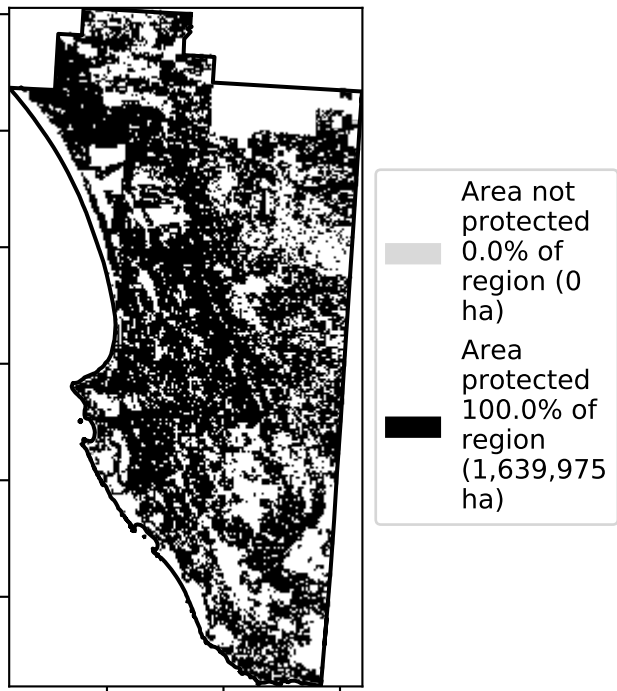 Area not
protected
0.0% of
region (0
ha)
Area
protected
100.0% of
region
(1,639,975
ha)